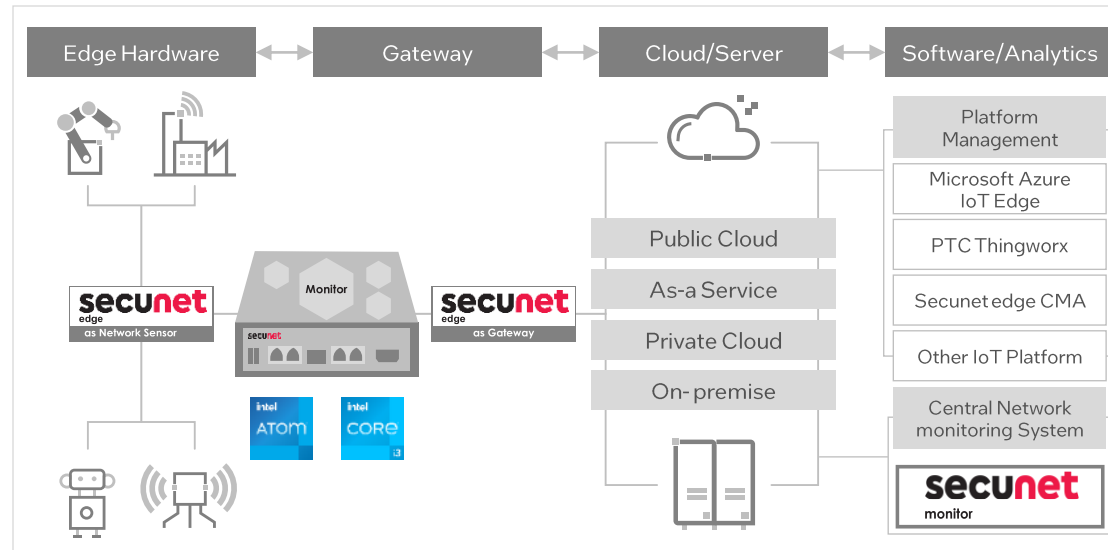 Edge Hardware
Gateway
Cloud/Server
Software/Analytics
Platform
Management
Microsoft Azure
IoT Edge
PTC Thingworx
Secunet edge CMA
Other IoT Platform
Central Network
monitoring System
secunet
monitor
Public Cloud
As-a Service
Private Cloud
On-premise
secunet
edge
as Network Sensor
Monitor
secunet
secunet
edge
as Gateway
intel
ATOM
intel
CORE
i3